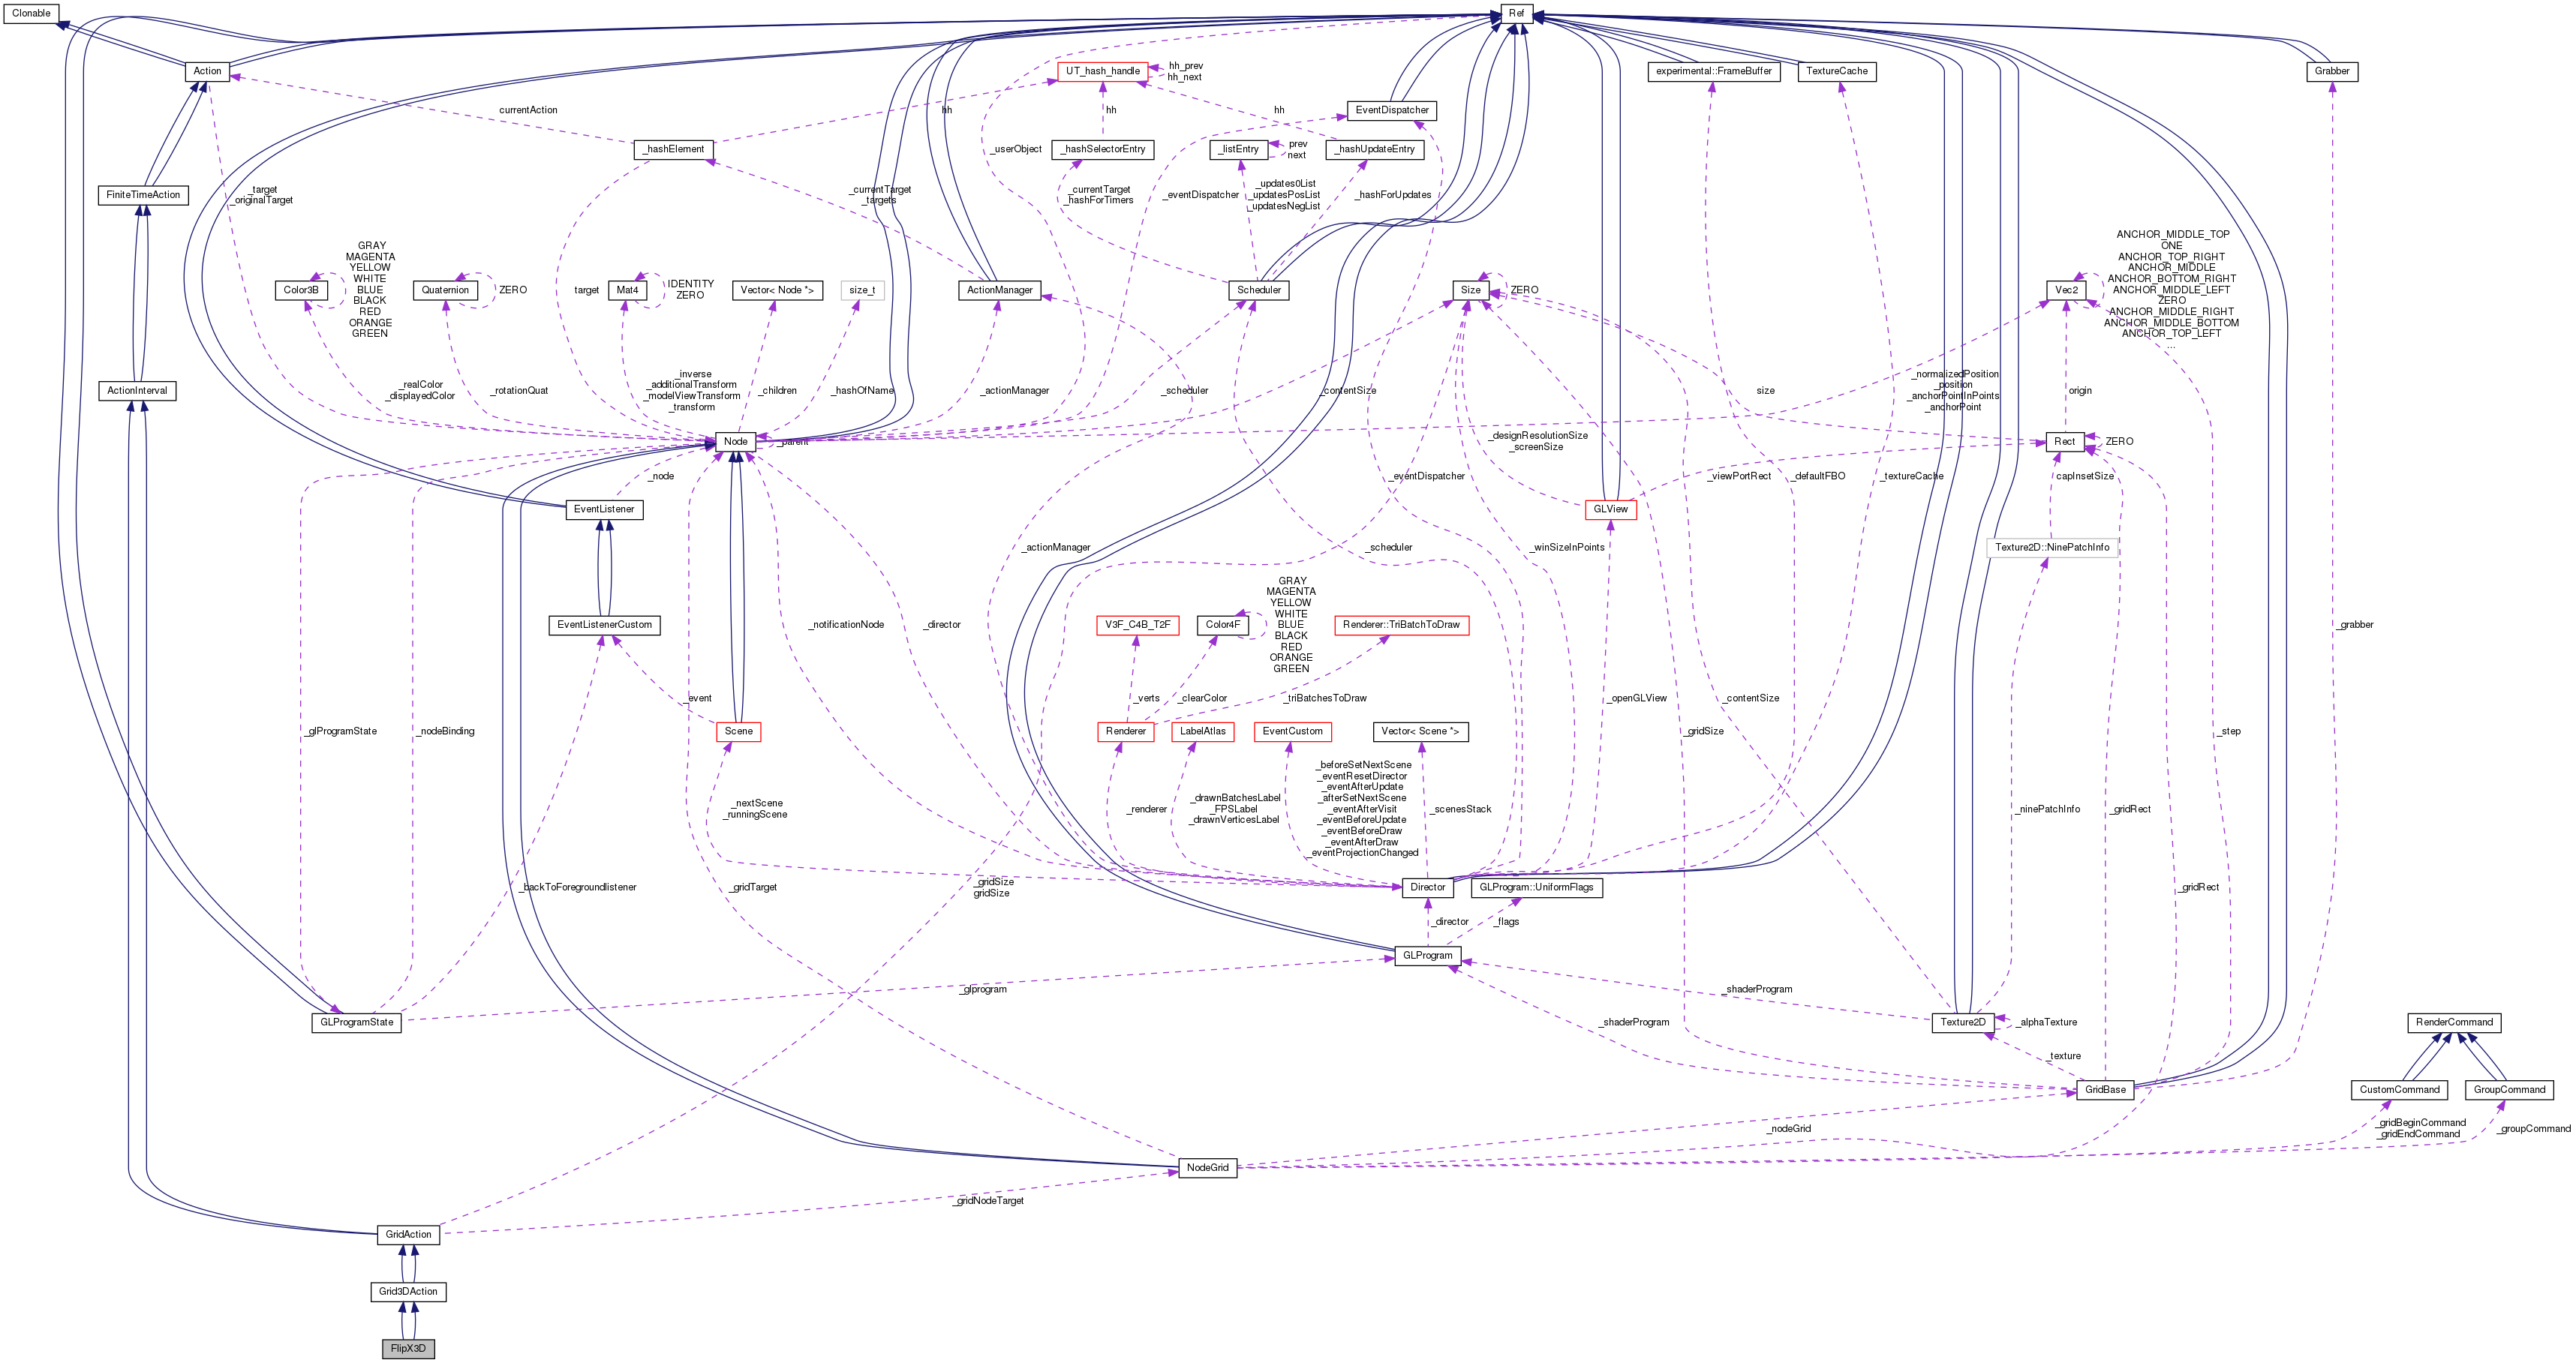 Clonable
Ref
Action
UT_hash_handle
hh_prev
hh_next
experimental::FrameBuffer
TextureCache
Grabber
currentAction
hh
hh
hh
EventDispatcher
_hashElement
_userObject
_hashSelectorEntry
_listEntry
prev
next
_hashUpdateEntry
FiniteTimeAction
_target
_originalTarget
_currentTarget
_targets
_currentTarget
_hashForTimers
_eventDispatcher
_updates0List
_updatesPosList
_updatesNegList
_hashForUpdates
GRAY
MAGENTA
YELLOW
WHITE
BLUE
BLACK
RED
ORANGE
GREEN
ANCHOR_MIDDLE_TOP
ONE
ANCHOR_TOP_RIGHT
ANCHOR_MIDDLE
ANCHOR_BOTTOM_RIGHT
ANCHOR_MIDDLE_LEFT
ZERO
ANCHOR_MIDDLE_RIGHT
ANCHOR_MIDDLE_BOTTOM
ANCHOR_TOP_LEFT
...
Color3B
Quaternion
ZERO
target
Mat4
IDENTITY
ZERO
Vector< Node *>
size_t
ActionManager
Scheduler
Size
ZERO
Vec2
ActionInterval
_realColor
_displayedColor
_rotationQuat
_inverse
_additionalTransform
_modelViewTransform
_transform
_children
_hashOfName
_actionManager
_scheduler
_contentSize
size
_normalizedPosition
_position
_anchorPointInPoints
_anchorPoint
origin
Node
_parent
_designResolutionSize
_screenSize
Rect
ZERO
_node
_eventDispatcher
_viewPortRect
_defaultFBO
_textureCache
capInsetSize
EventListener
GLView
_actionManager
_scheduler
_winSizeInPoints
Texture2D::NinePatchInfo
GRAY
MAGENTA
YELLOW
WHITE
BLUE
BLACK
RED
ORANGE
GREEN
EventListenerCustom
_notificationNode
_director
V3F_C4B_T2F
Color4F
Renderer::TriBatchToDraw
_grabber
_event
_verts
_clearColor
_triBatchesToDraw
_openGLView
_contentSize
_glProgramState
_nodeBinding
Scene
Renderer
LabelAtlas
EventCustom
Vector< Scene *>
_gridSize
_step
_nextScene
_runningScene
_renderer
_drawnBatchesLabel
_FPSLabel
_drawnVerticesLabel
_beforeSetNextScene
_eventResetDirector
_eventAfterUpdate
_afterSetNextScene
_eventAfterVisit
_eventBeforeUpdate
_eventBeforeDraw
_eventAfterDraw
_eventProjectionChanged
_scenesStack
_ninePatchInfo
_gridRect
_backToForegroundlistener
_gridTarget
_gridSize
gridSize
Director
GLProgram::UniformFlags
_gridRect
_director
_flags
GLProgram
_glprogram
_shaderProgram
GLProgramState
_shaderProgram
Texture2D
_alphaTexture
RenderCommand
_texture
GridBase
CustomCommand
GroupCommand
_nodeGrid
_gridBeginCommand
_gridEndCommand
_groupCommand
NodeGrid
_gridNodeTarget
GridAction
Grid3DAction
FlipX3D